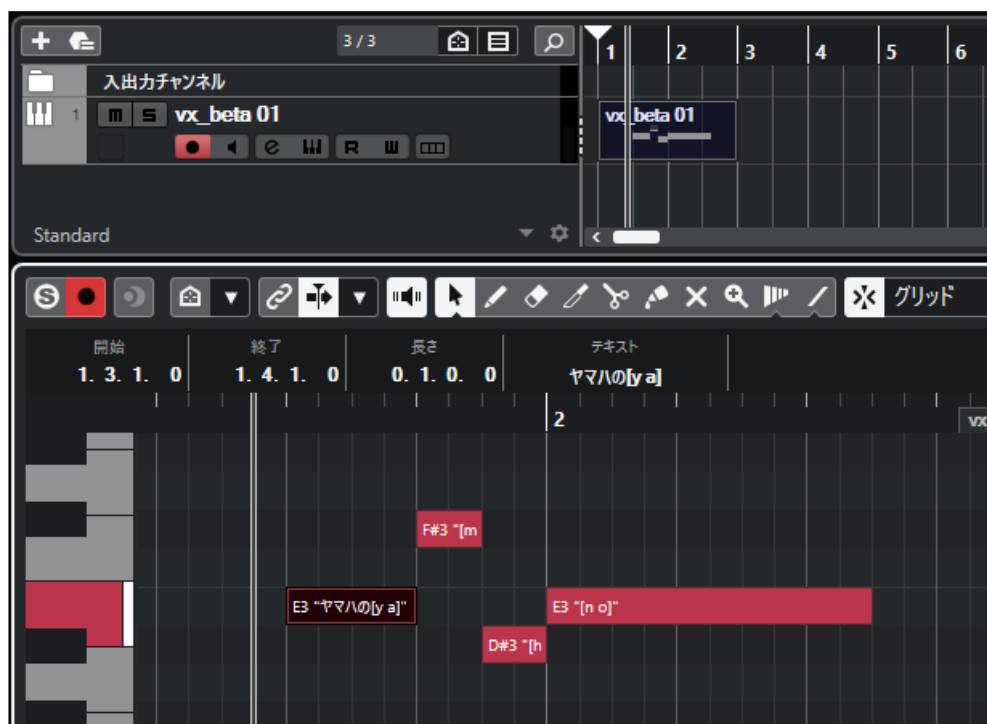 3 / 3
1 2 3 4 5 6
入出力チャンネル
1 m S vx_beta 01
e R W
vx_beta 01
Standard
S グリッド
開始 終了 長さ テキスト
1. 3. 1. 0 1. 4. 1. 0 0. 1. 0. 0 ヤマハの[y a]
2
vx
F#3 "[m
E3 "ヤマハの[y a]" E3 "[n o]"
D#3 "[h